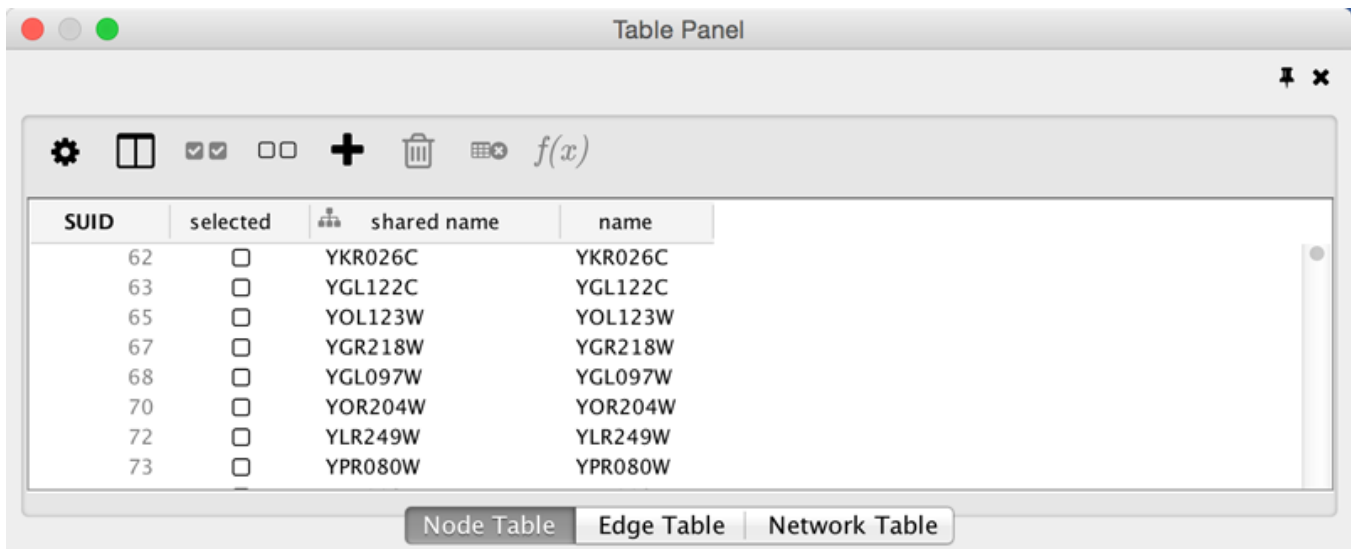 Table Panel
f(x)
SUID selected shared name name
62 YKR026C YKR026C
63 YGL122C YGL122C
65 YOL123W YOL123W
67 YGR218W YGR218W
68 YGL097W YGL097W
70 YOR204W YOR204W
72 YLR249W YLR249W
73 YPR080W YPR080W
Node Table Edge Table Network Table